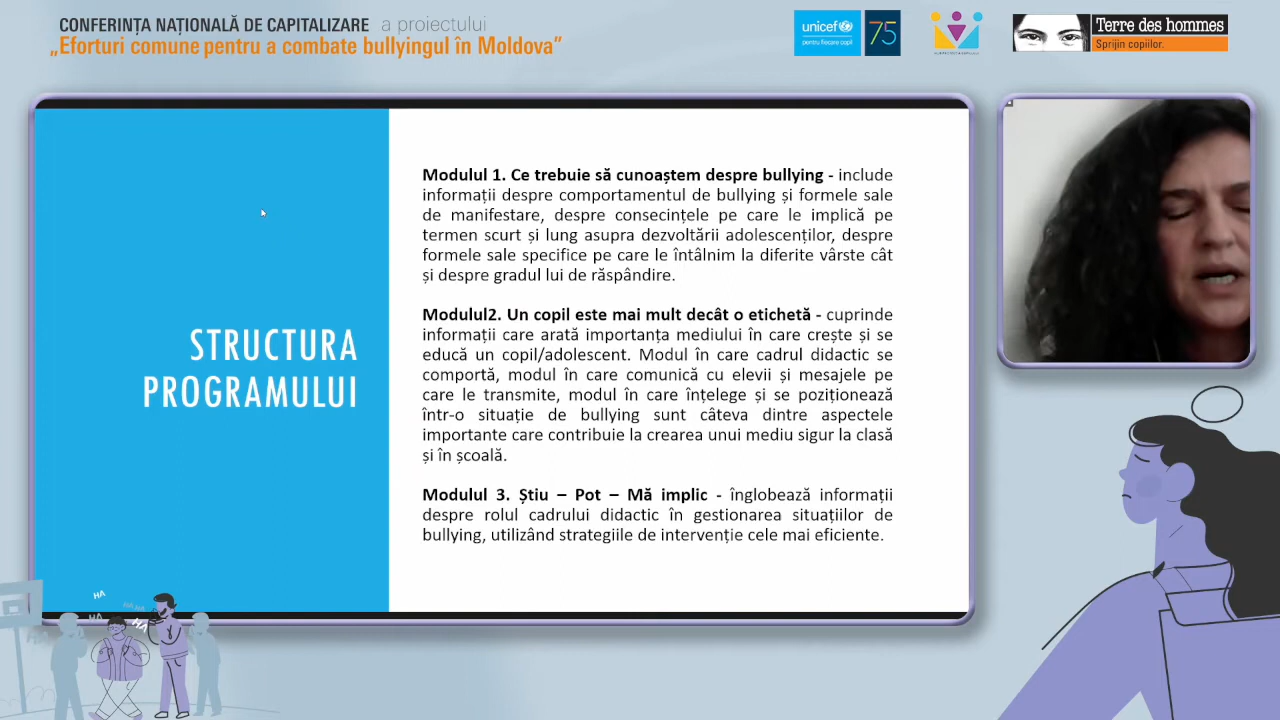 CONFERINȚA NAȚIONALĂ DE CAPITALIZARE a proiectului
„Eforturi comune pentru a combate bullyingul în Moldova”
unicef
pentru fiecare copil
75
Terre des hommes
Sprijin copiilor.
STRUCTURA
PROGRAMULUI
Modulul 1. Ce trebuie să cunoaștem despre bullying - include
informații despre comportamentul de bullying și formele sale
de manifestare, despre consecințele pe care le implică pe
termen scurt și lung asupra dezvoltării adolescenților, despre
formele sale specifice pe care le întâlnim la diferite vârste cât
și despre gradul lui de răspândire.
Modulul2. Un copil este mai mult decât o etichetă - cuprinde
informații care arată importanța mediului în care crește și se
educă un copil/adolescent. Modul în care cadrul didactic se
comportă, modul în care comunică cu elevii și mesajele pe
care le transmite, modul în care înțelege și se poziționează
într-o situație de bullying sunt câteva dintre aspectele
importante care contribuie la crearea unui mediu sigur la clasă
și în școală.
Modulul 3. Știu – Pot – Mă implic - înglobează informații
despre rolul cadrului didactic în gestionarea situațiilor de
bullying, utilizând strategiile de intervenție cele mai eficiente.
HA
HA HA
HA
HA
HA